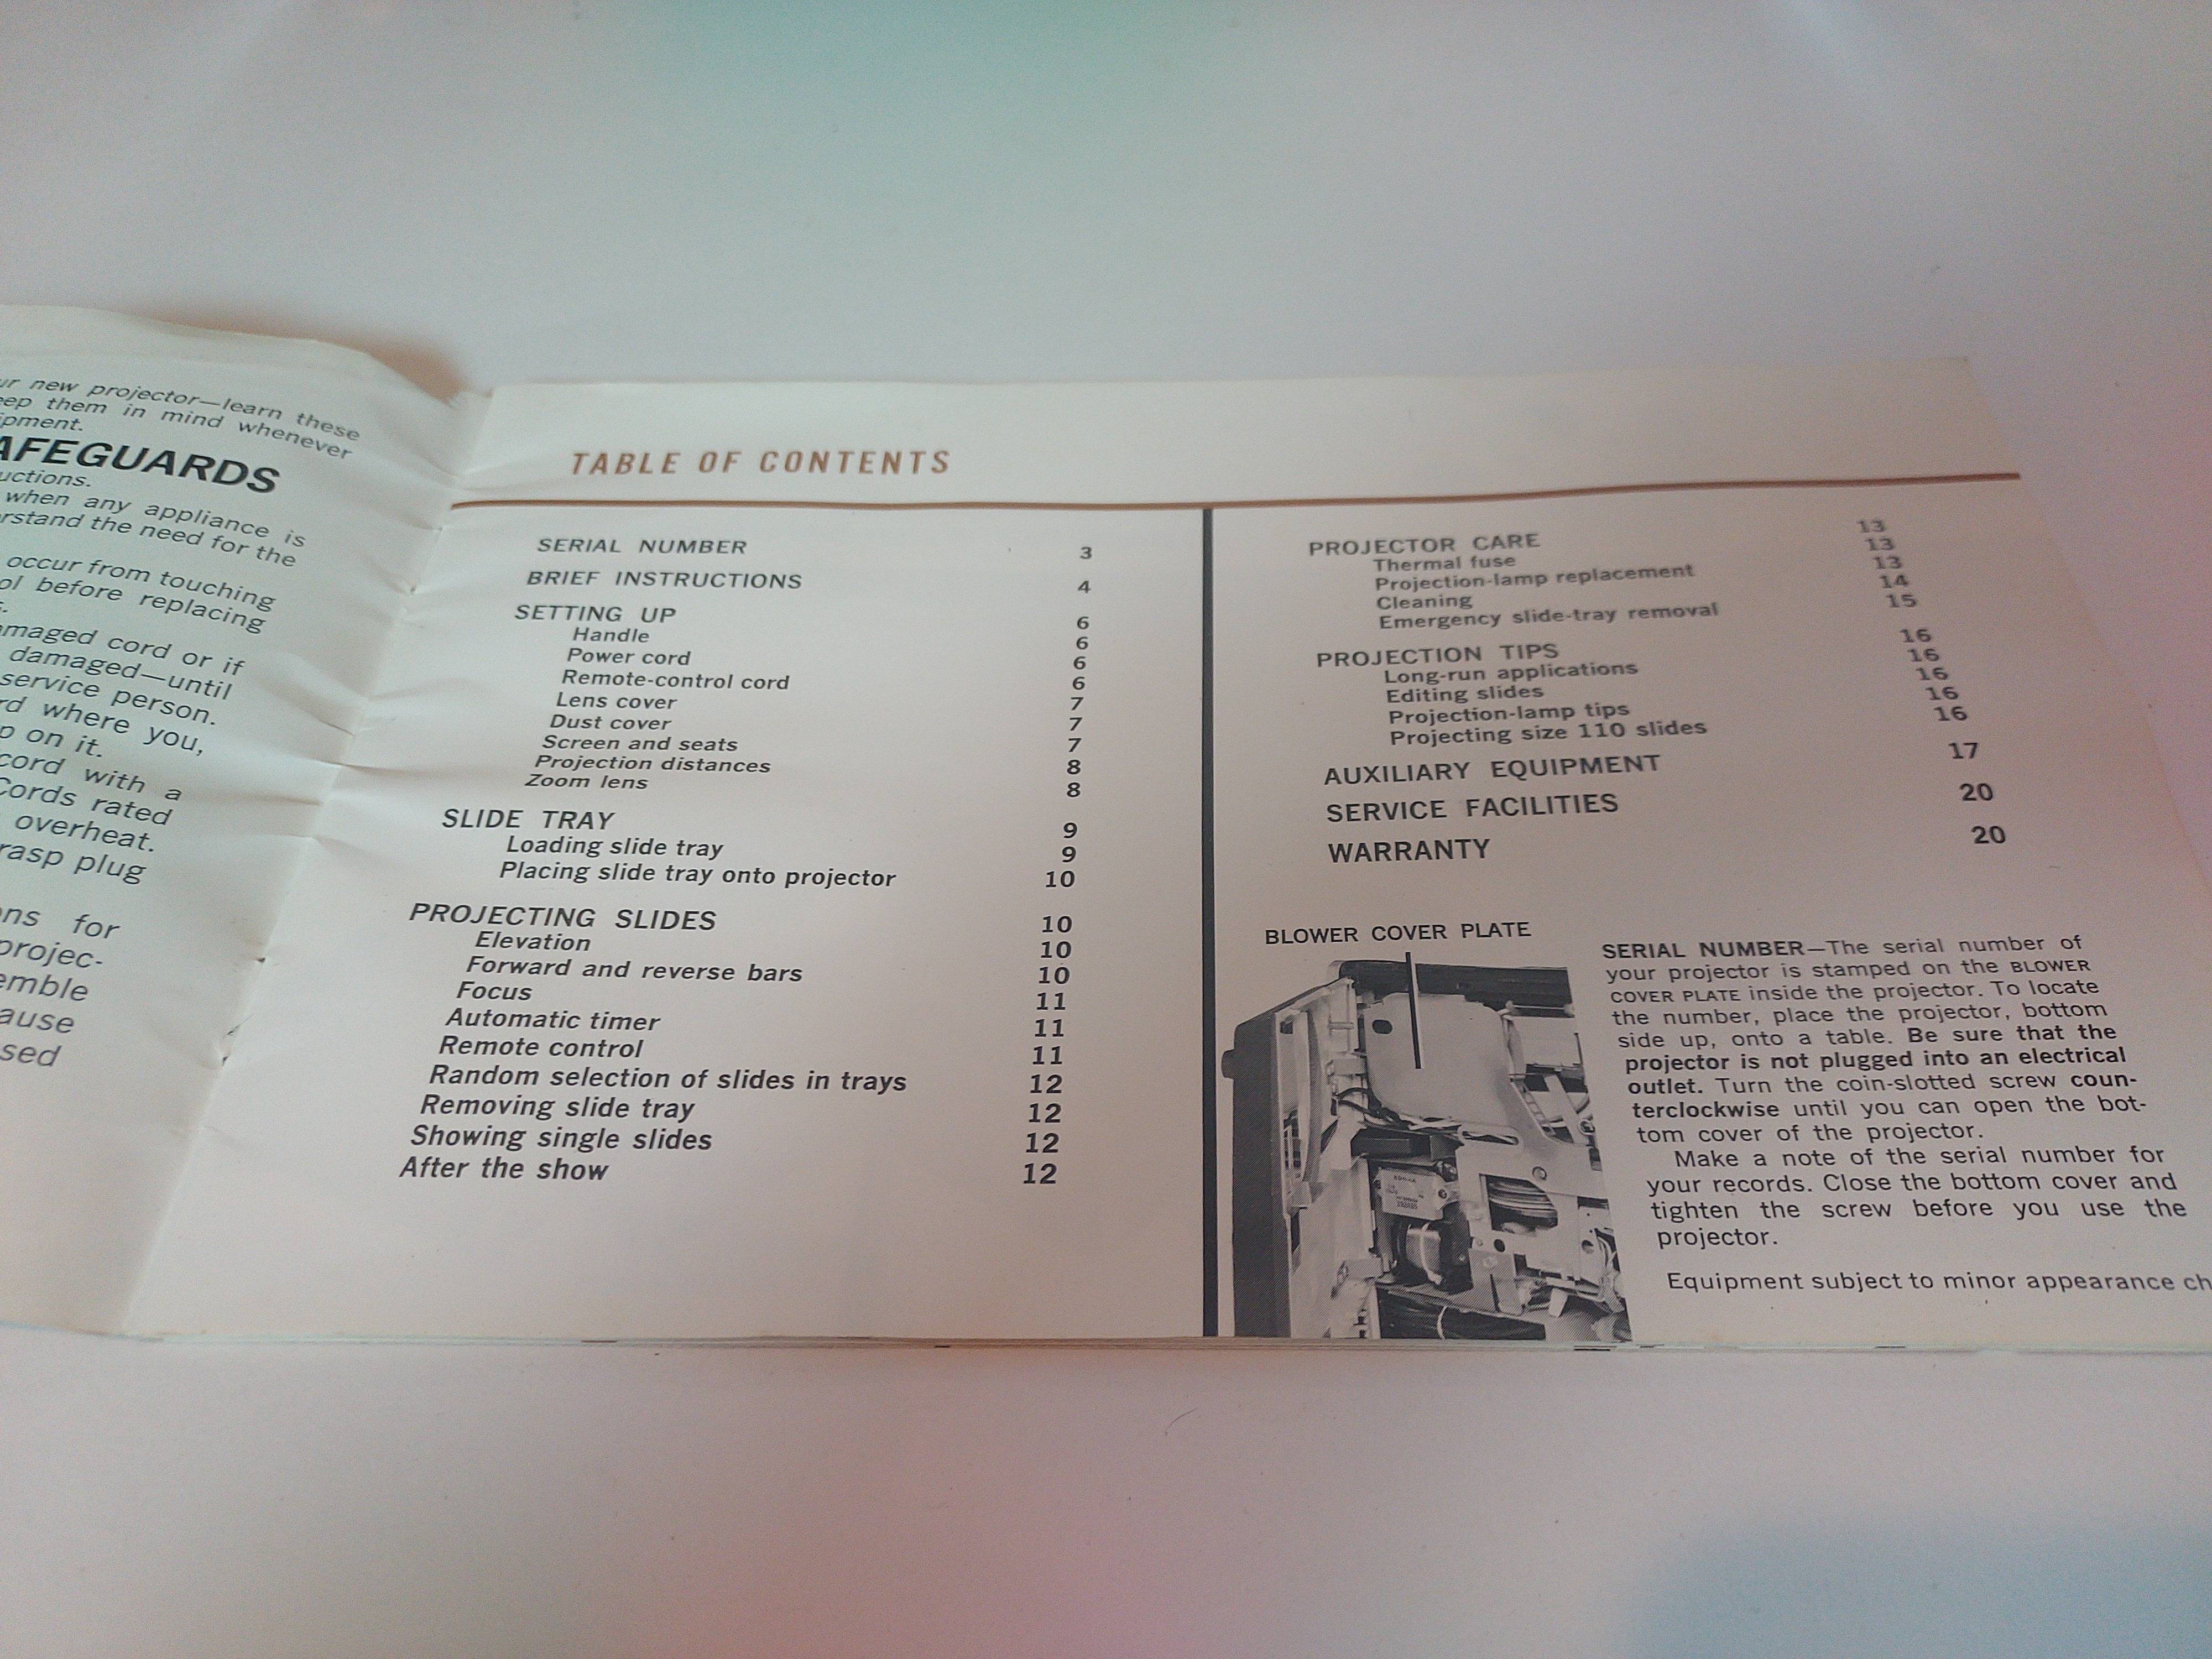 ur new projector—learn these
eep them in mind whenever
ipment.
AFEGUARDS
uctions.
when any appliance is
rstand the need for the
occur from touching
ol before replacing
s.
maged cord or if
damaged—until
service person.
rd where you,
p on it.
cord with a
Cords rated
overheat.
rasp plug
ns for
projec-
emble
ause
sed
TABLE OF CONTENTS
SERIAL NUMBER 3
BRIEF INSTRUCTIONS 4
SETTING UP 6
Handle 6
Power cord 6
Remote-control cord 6
Lens cover 7
Dust cover 7
Screen and seats 7
Projection distances 8
Zoom lens 8
SLIDE TRAY 9
Loading slide tray 9
Placing slide tray onto projector 10
PROJECTING SLIDES 10
Elevation 10
Forward and reverse bars 10
Focus 11
Automatic timer 11
Remote control 11
Random selection of slides in trays 12
Removing slide tray 12
Showing single slides 12
After the show 12
PROJECTOR CARE 13
Thermal fuse 13
Projection-lamp replacement 13
Cleaning 14
Emergency slide-tray removal 15
PROJECTION TIPS 16
Long-run applications 16
Editing slides 16
Projection-lamp tips 16
Projecting size 110 slides 16
AUXILIARY EQUIPMENT 17
SERVICE FACILITIES 20
WARRANTY 20
BLOWER COVER PLATE
SERIAL NUMBER—The serial number of
your projector is stamped on the BLOWER
COVER PLATE inside the projector. To locate
the number, place the projector, bottom
side up, onto a table. Be sure that the
projector is not plugged into an electrical
outlet. Turn the coin-slotted screw coun-
terclockwise until you can open the bot-
tom cover of the projector.
Make a note of the serial number for
your records. Close the bottom cover and
tighten the screw before you use the
projector.
Equipment subject to minor appearance ch